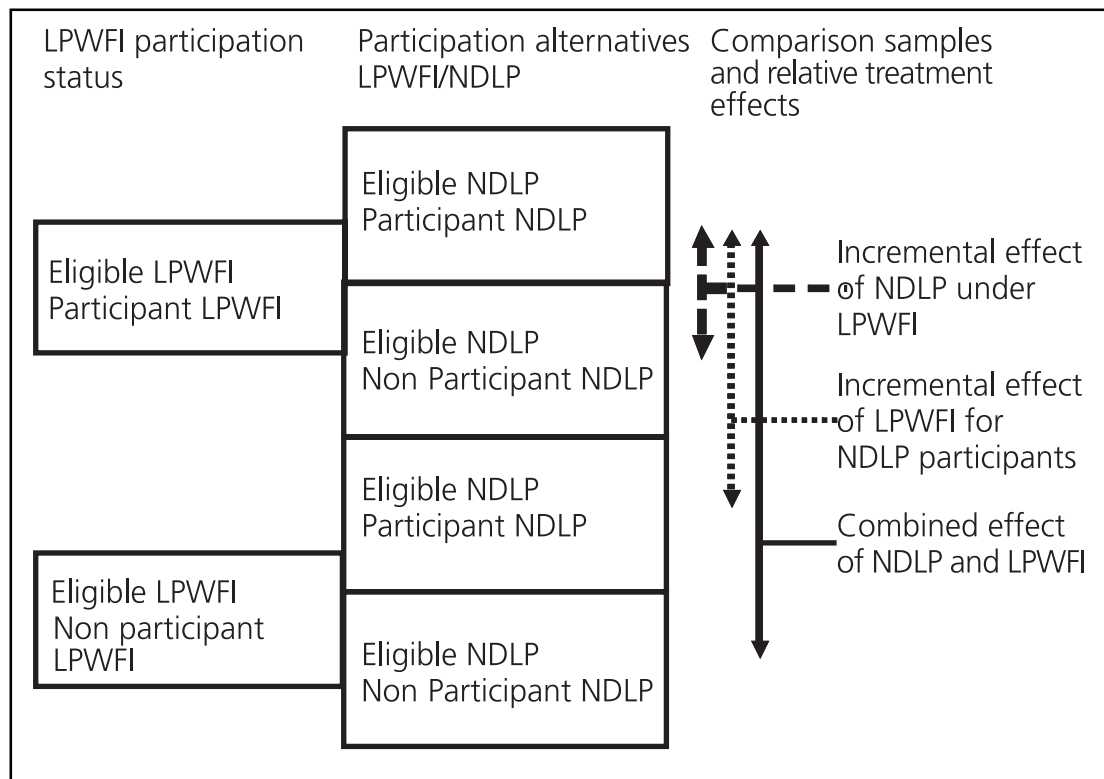 LPWFI participation
status
Participation alternatives
LPWFI/NDLP
Comparison samples
and relative treatment
effects
Eligible LPWFI
Participant LPWFI
Eligible LPWFI
Non participant
LPWFI
Eligible NDLP
Participant NDLP
Eligible NDLP
Non Participant NDLP
Eligible NDLP
Participant NDLP
Eligible NDLP
Non Participant NDLP
Incremental effect
of NDLP under
LPWFI
Incremental effect
of LPWFI for
NDLP participants
Combined effect
of NDLP and LPWFI